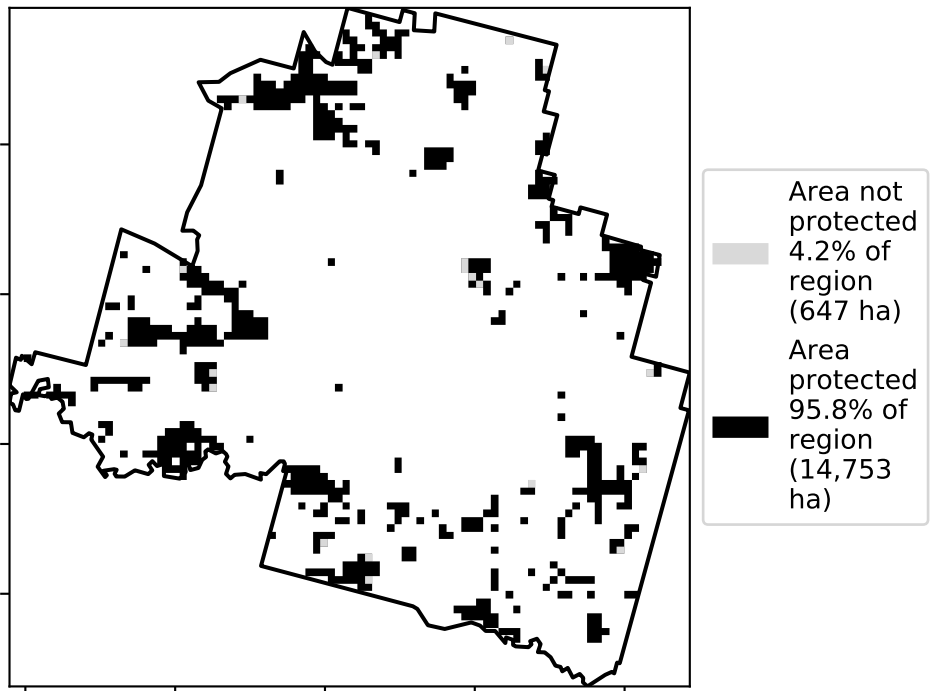 Area not
protected
4.2% of
region
(647 ha)
Area
protected
95.8% of
region
(14,753
ha)